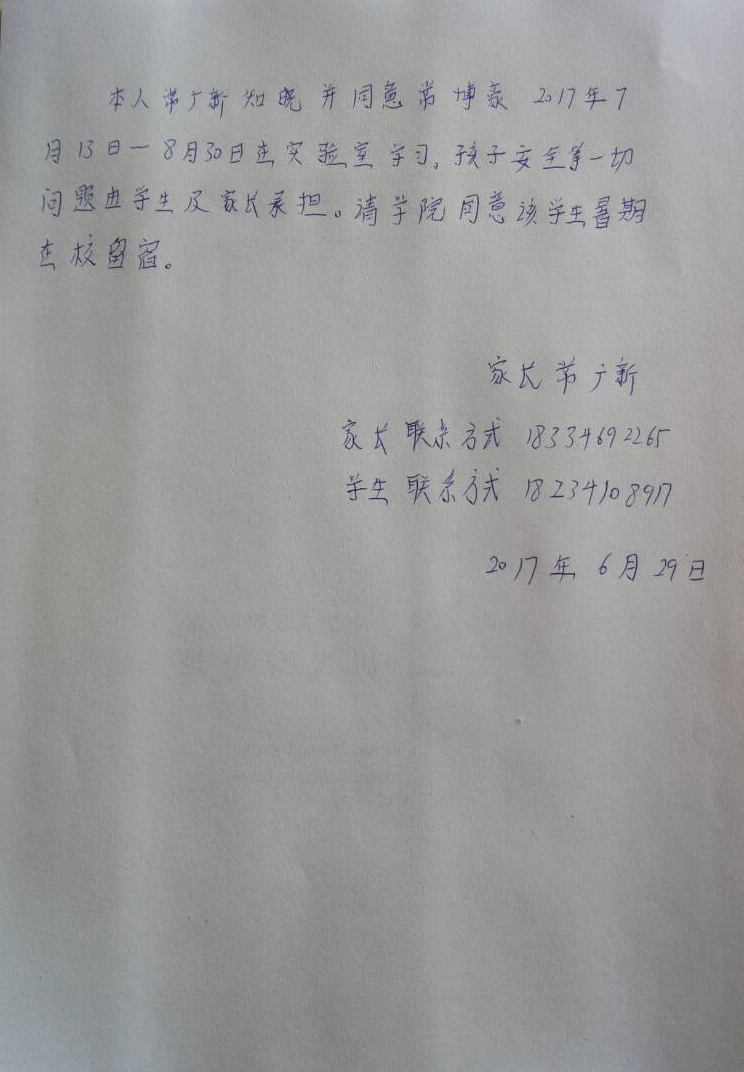 本人常广新知晓并同意常博豪 2017年7
月13日一8月30日在实验室学习,孩子安全等一切
问题由学生及家长承担。请学院同意该学生暑期
在校留宿。
家长 常广新
家长联系方式 18334692265
学生联系方式 18234108917
2017年 6月29日